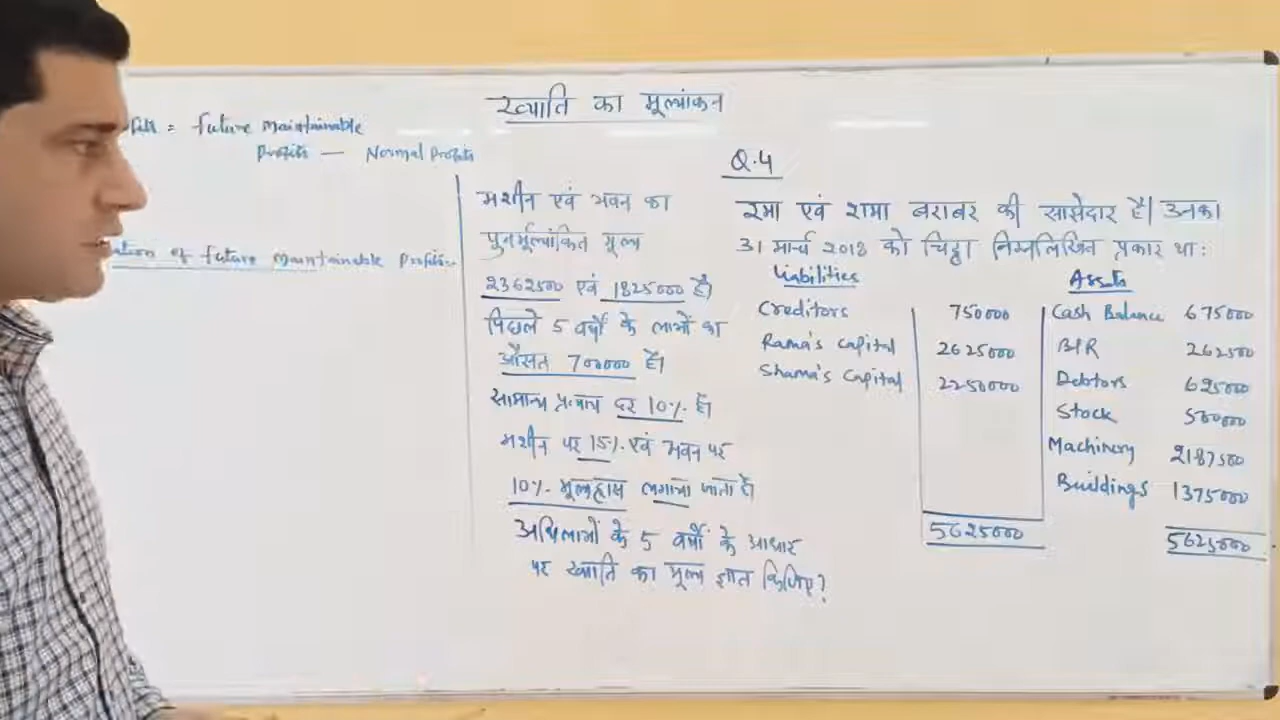 ख्याति का मूल्यांकन
= future Maintainable
Profits — Normal Profits
of future Maintainable Profits:-
मशीन एवं भवन का
पुनर्मूल्यांकित मूल्य
2362500 एवं 1825000 है।
पिछले 5 वर्षों के लाभों का
औसत 700000 है।
सामान्य प्रत्याय दर 10% है।
मशीन पर 15% एवं भवन पर
10% मूल्यह्रास लगाया जाता है।
अधिलाभों के 5 वर्षों के आधार
पर ख्याति का मूल्य ज्ञात कीजिए?
Q.4
रमा एवं शमा बराबर की साझेदार है। उनका
31 मार्च 2018 को चिट्ठा निम्नलिखित प्रकार था:
Liabilities Assets
Creditors 750000 Cash Balance 675000
Rama's Capital 2625000 B/R 262500
Shama's Capital 2250000 Debtors 625000
Stock 500000
Machinery 2187500
Buildings 1375000
5625000 5625000